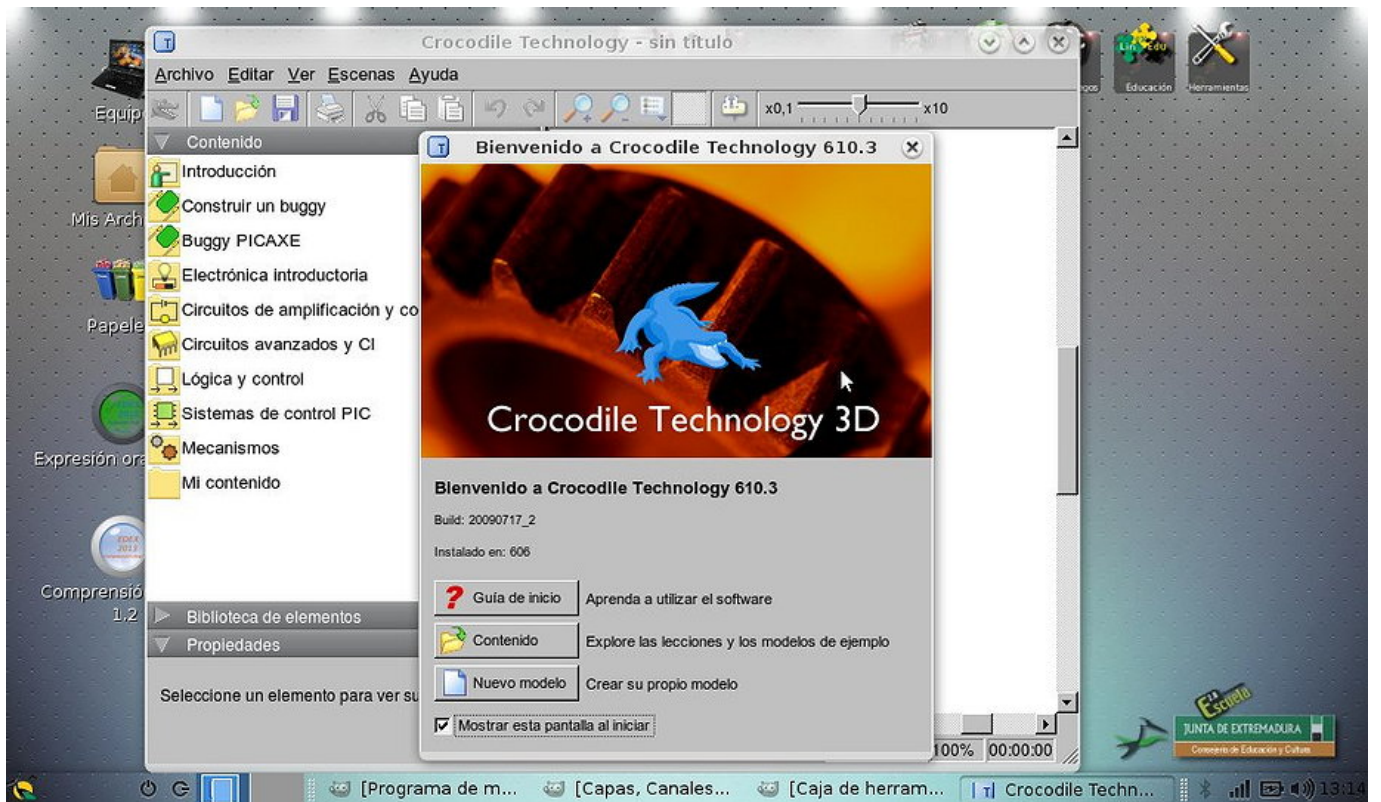 Crocodile Technology - sin título
Archivo Editar Ver Escenas Ayuda
x0,1 x10
Contenido
Introducción
Construir un buggy
Buggy PICAXE
Electrónica introductoria
Circuitos de amplificación y co
Circuitos avanzados y CI
Lógica y control
Sistemas de control PIC
Mecanismos
Mi contenido
Biblioteca de elementos
Propiedades
Seleccione un elemento para ver su
Bienvenido a Crocodile Technology 610.3
Crocodile Technology 3D
Bienvenido a Crocodile Technology 610.3
Build: 20090717_2
Instalado en: 606
Guía de inicio Aprenda a utilizar el software
Contenido Explore las lecciones y los modelos de ejemplo
Nuevo modelo Crear su propio modelo
Mostrar esta pantalla al iniciar
100% 00:00:00
Equip
Mis Arch
Papele
Expresión ora
EDEX
2013
Comprensió
1.2
Lin Edu
Educación
Herramientas
La
Escuela
JUNTA DE EXTREMADURA
Consejería de Educación y Cultura
[Programa de m... [Capas, Canales... [Caja de herram... Crocodile Techn... 13:14